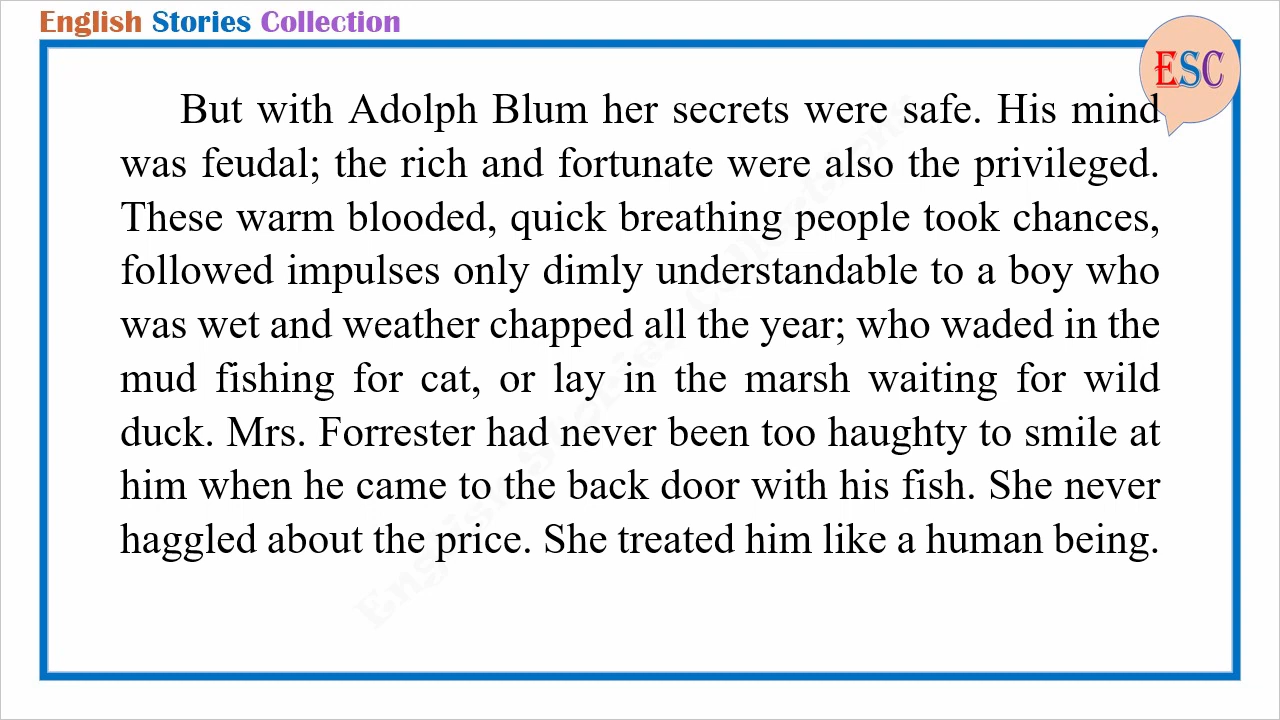 English Stories Collection
ESC
But with Adolph Blum her secrets were safe. His mind
was feudal; the rich and fortunate were also the privileged.
These warm blooded, quick breathing people took chances,
followed impulses only dimly understandable to a boy who
was wet and weather chapped all the year; who waded in the
mud fishing for cat, or lay in the marsh waiting for wild
duck. Mrs. Forrester had never been too haughty to smile at
him when he came to the back door with his fish. She never
haggled about the price. She treated him like a human being.
English Stories Collection